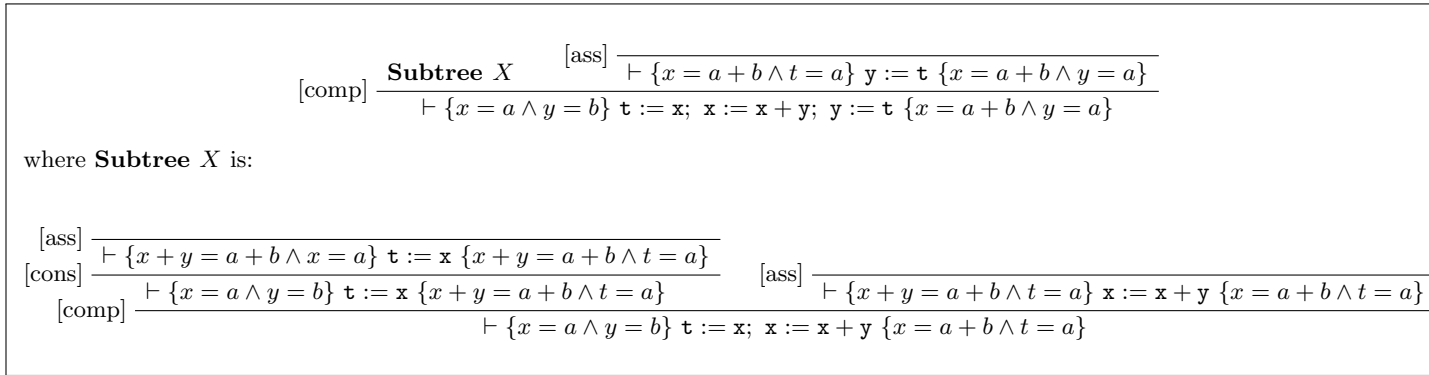 [comp] Subtree X [ass] ⊢ {x = a + b ∧ t = a} y := t {x = a + b ∧ y = a}
⊢ {x = a ∧ y = b} t := x; x := x + y; y := t {x = a + b ∧ y = a}
where Subtree X is:
[ass]
⊢ {x + y = a + b ∧ x = a} t := x {x + y = a + b ∧ t = a}
[cons] [ass]
⊢ {x = a ∧ y = b} t := x {x + y = a + b ∧ t = a} ⊢ {x + y = a + b ∧ t = a} x := x + y {x = a + b ∧ t = a}
[comp]
⊢ {x = a ∧ y = b} t := x; x := x + y {x = a + b ∧ t = a}